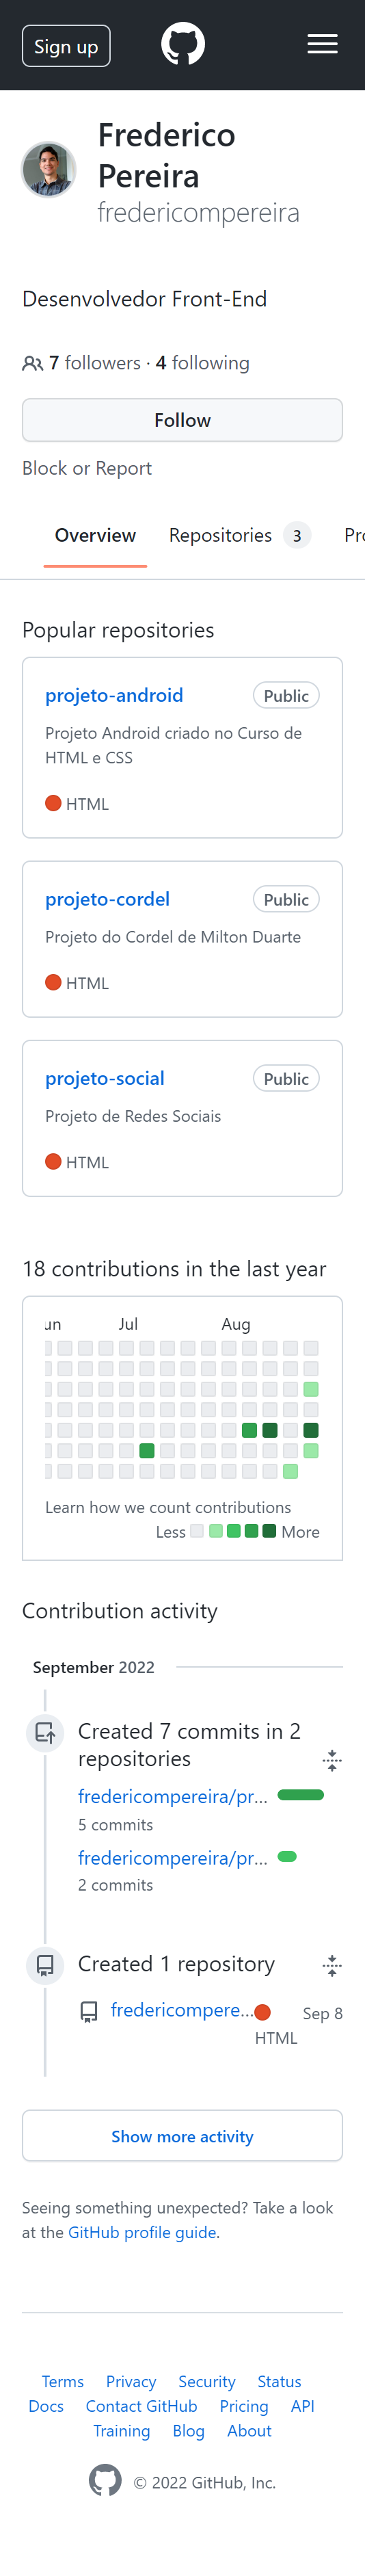 Sign up
Frederico
Pereira
fredericompereira
Desenvolvedor Front-End
7 followers · 4 following
Follow
Block or Report
Overview Repositories 3 Pro
Popular repositories
projeto-android Public
Projeto Android criado no Curso de
HTML e CSS
HTML
projeto-cordel Public
Projeto do Cordel de Milton Duarte
HTML
projeto-social Public
Projeto de Redes Sociais
HTML
18 contributions in the last year
un Jul Aug
Learn how we count contributions
Less More
Contribution activity
September 2022
Created 7 commits in 2
repositories
fredericompereira/pr...
5 commits
fredericompereira/pr...
2 commits
Created 1 repository
fredericompere... Sep 8
HTML
Show more activity
Seeing something unexpected? Take a look
at the GitHub profile guide.
Terms Privacy Security Status
Docs Contact GitHub Pricing API
Training Blog About
© 2022 GitHub, Inc.